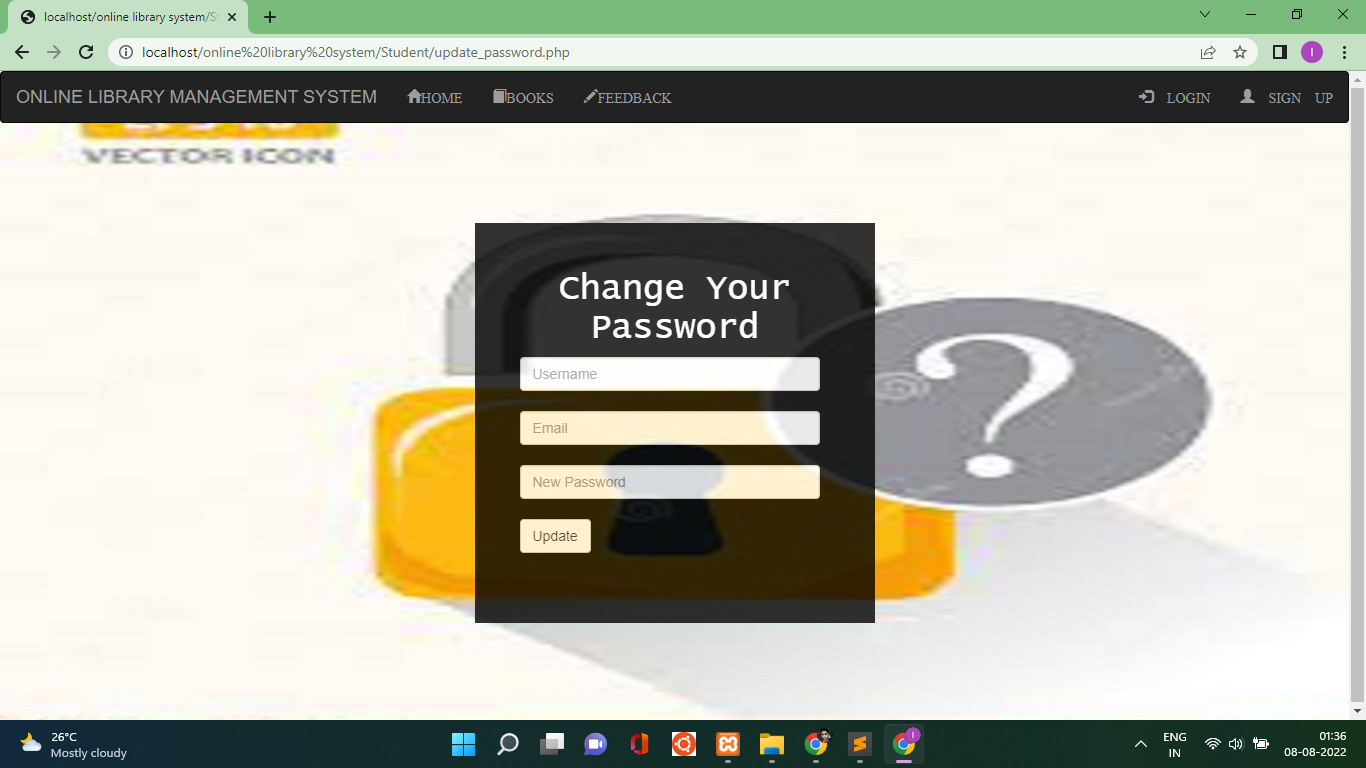 localhost/online library system/S
localhost/online%20library%20system/Student/update_password.php
I
ONLINE LIBRARY MANAGEMENT SYSTEM
HOME
BOOKS
FEEDBACK
LOGIN
SIGN UP
VECTOR ICON
Change Your
Password
Username
Email
New Password
Update
?
26°C
Mostly cloudy
I
ENG
IN
01:36
08-08-2022